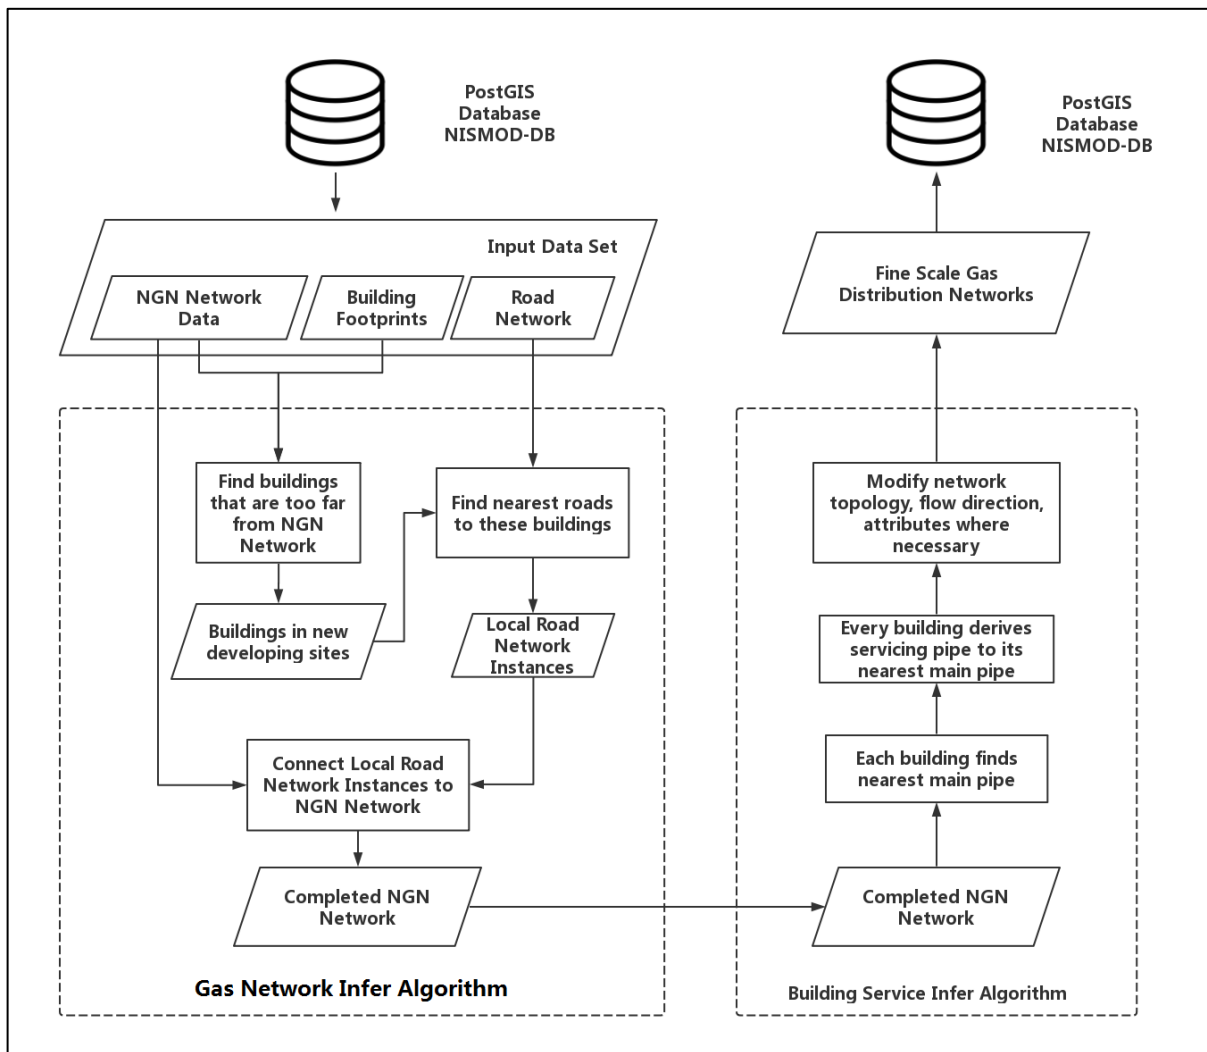 PostGIS
Database
NISMOD-DB
Input Data Set
NGN Network
Data
Building
Footprints
Road
Network
Find buildings
that are too far
from NGN
Network
Find nearest roads
to these buildings
Buildings in new
developing sites
Local Road
Network
Instances
Connect Local Road
Network Instances to
NGN Network
Completed NGN
Network
Gas Network Infer Algorithm
PostGIS
Database
NISMOD-DB
Fine Scale Gas
Distribution Networks
Modify network
topology, flow direction,
attributes where
necessary
Every building derives
servicing pipe to its
nearest main pipe
Each building finds
nearest main pipe
Completed NGN
Network
Building Service Infer Algorithm